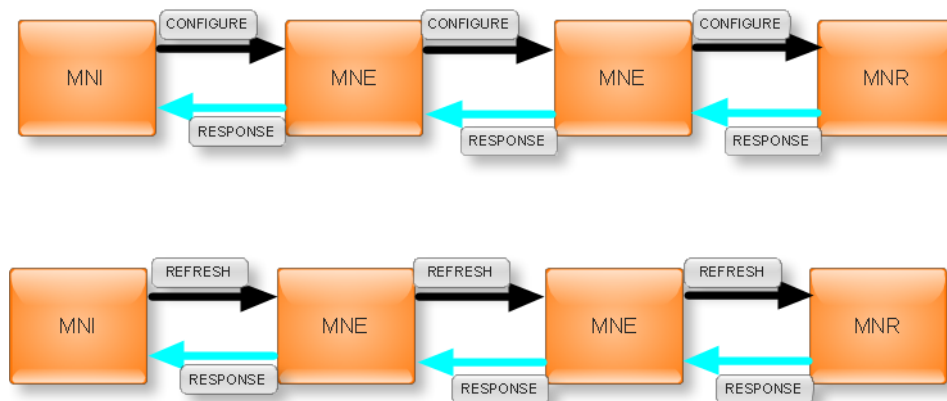 CONFIGURE CONFIGURE CONFIGURE
MNI MNE MNE MNR
RESPONSE RESPONSE RESPONSE
REFRESH REFRESH REFRESH
MNI MNE MNE MNR
RESPONSE RESPONSE RESPONSE